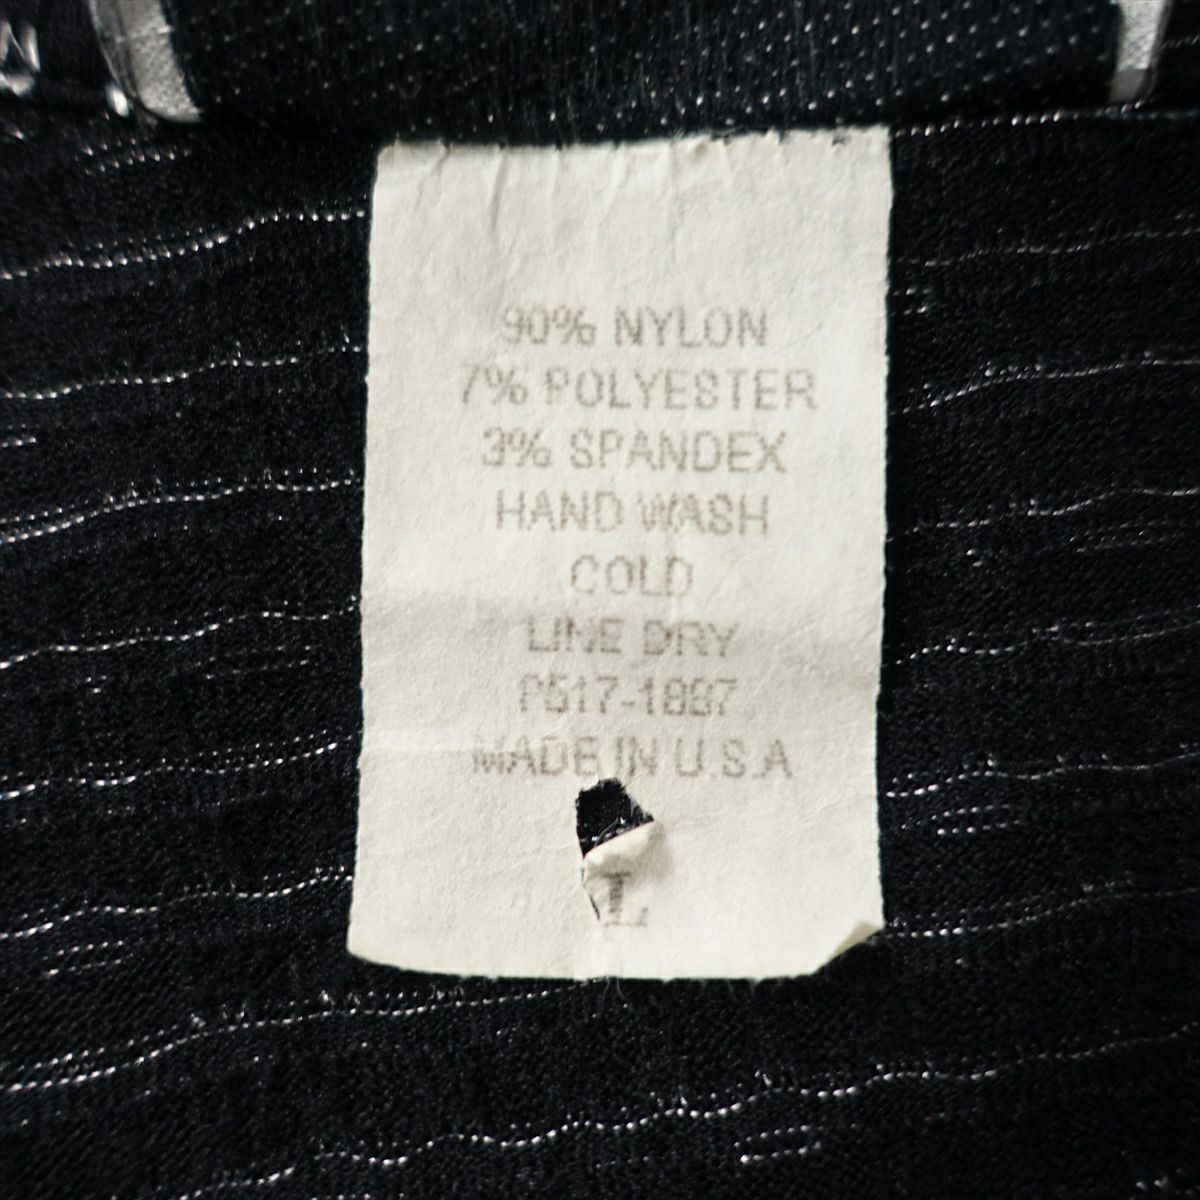 90% NYLON
7% POLYESTER
3% SPANDEX
HAND WASH
COLD
LINE DRY
P517-1887
MADE IN U.S.A
L